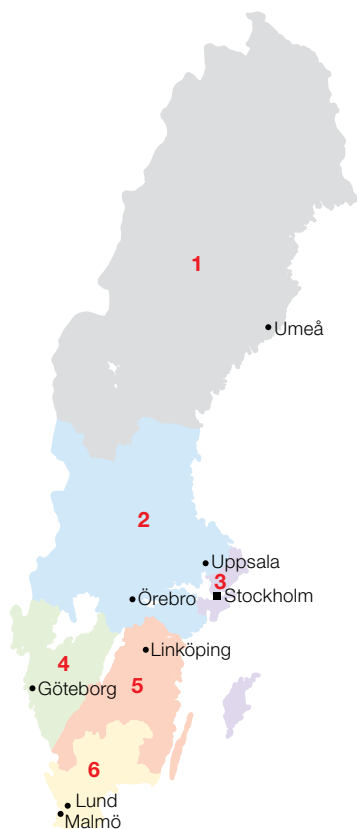 1
Umeå
2
Uppsala
3
Stockholm
Örebro
Linköping
4
Göteborg
5
6
Lund
Malmö